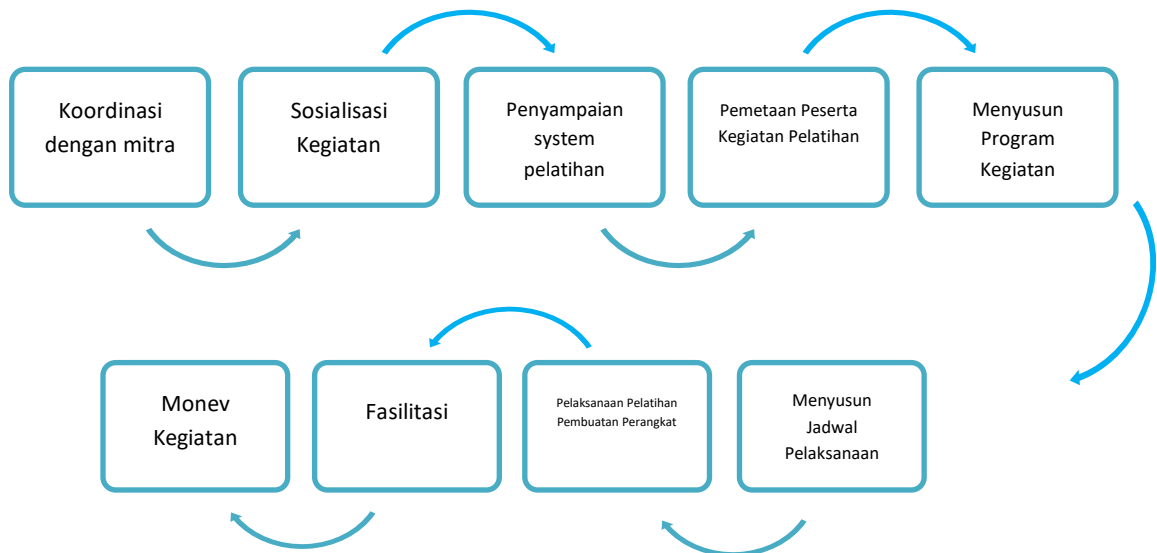 Koordinasi
dengan mitra
Sosialisasi
Kegiatan
Penyampaian
system
pelatihan
Pemetaan Peserta
Kegiatan Pelatihan
Menyusun
Program
Kegiatan
Menyusun
Jadwal
Pelaksanaan
Pelaksanaan Pelatihan
Pembuatan Perangkat
Fasilitasi
Monev
Kegiatan